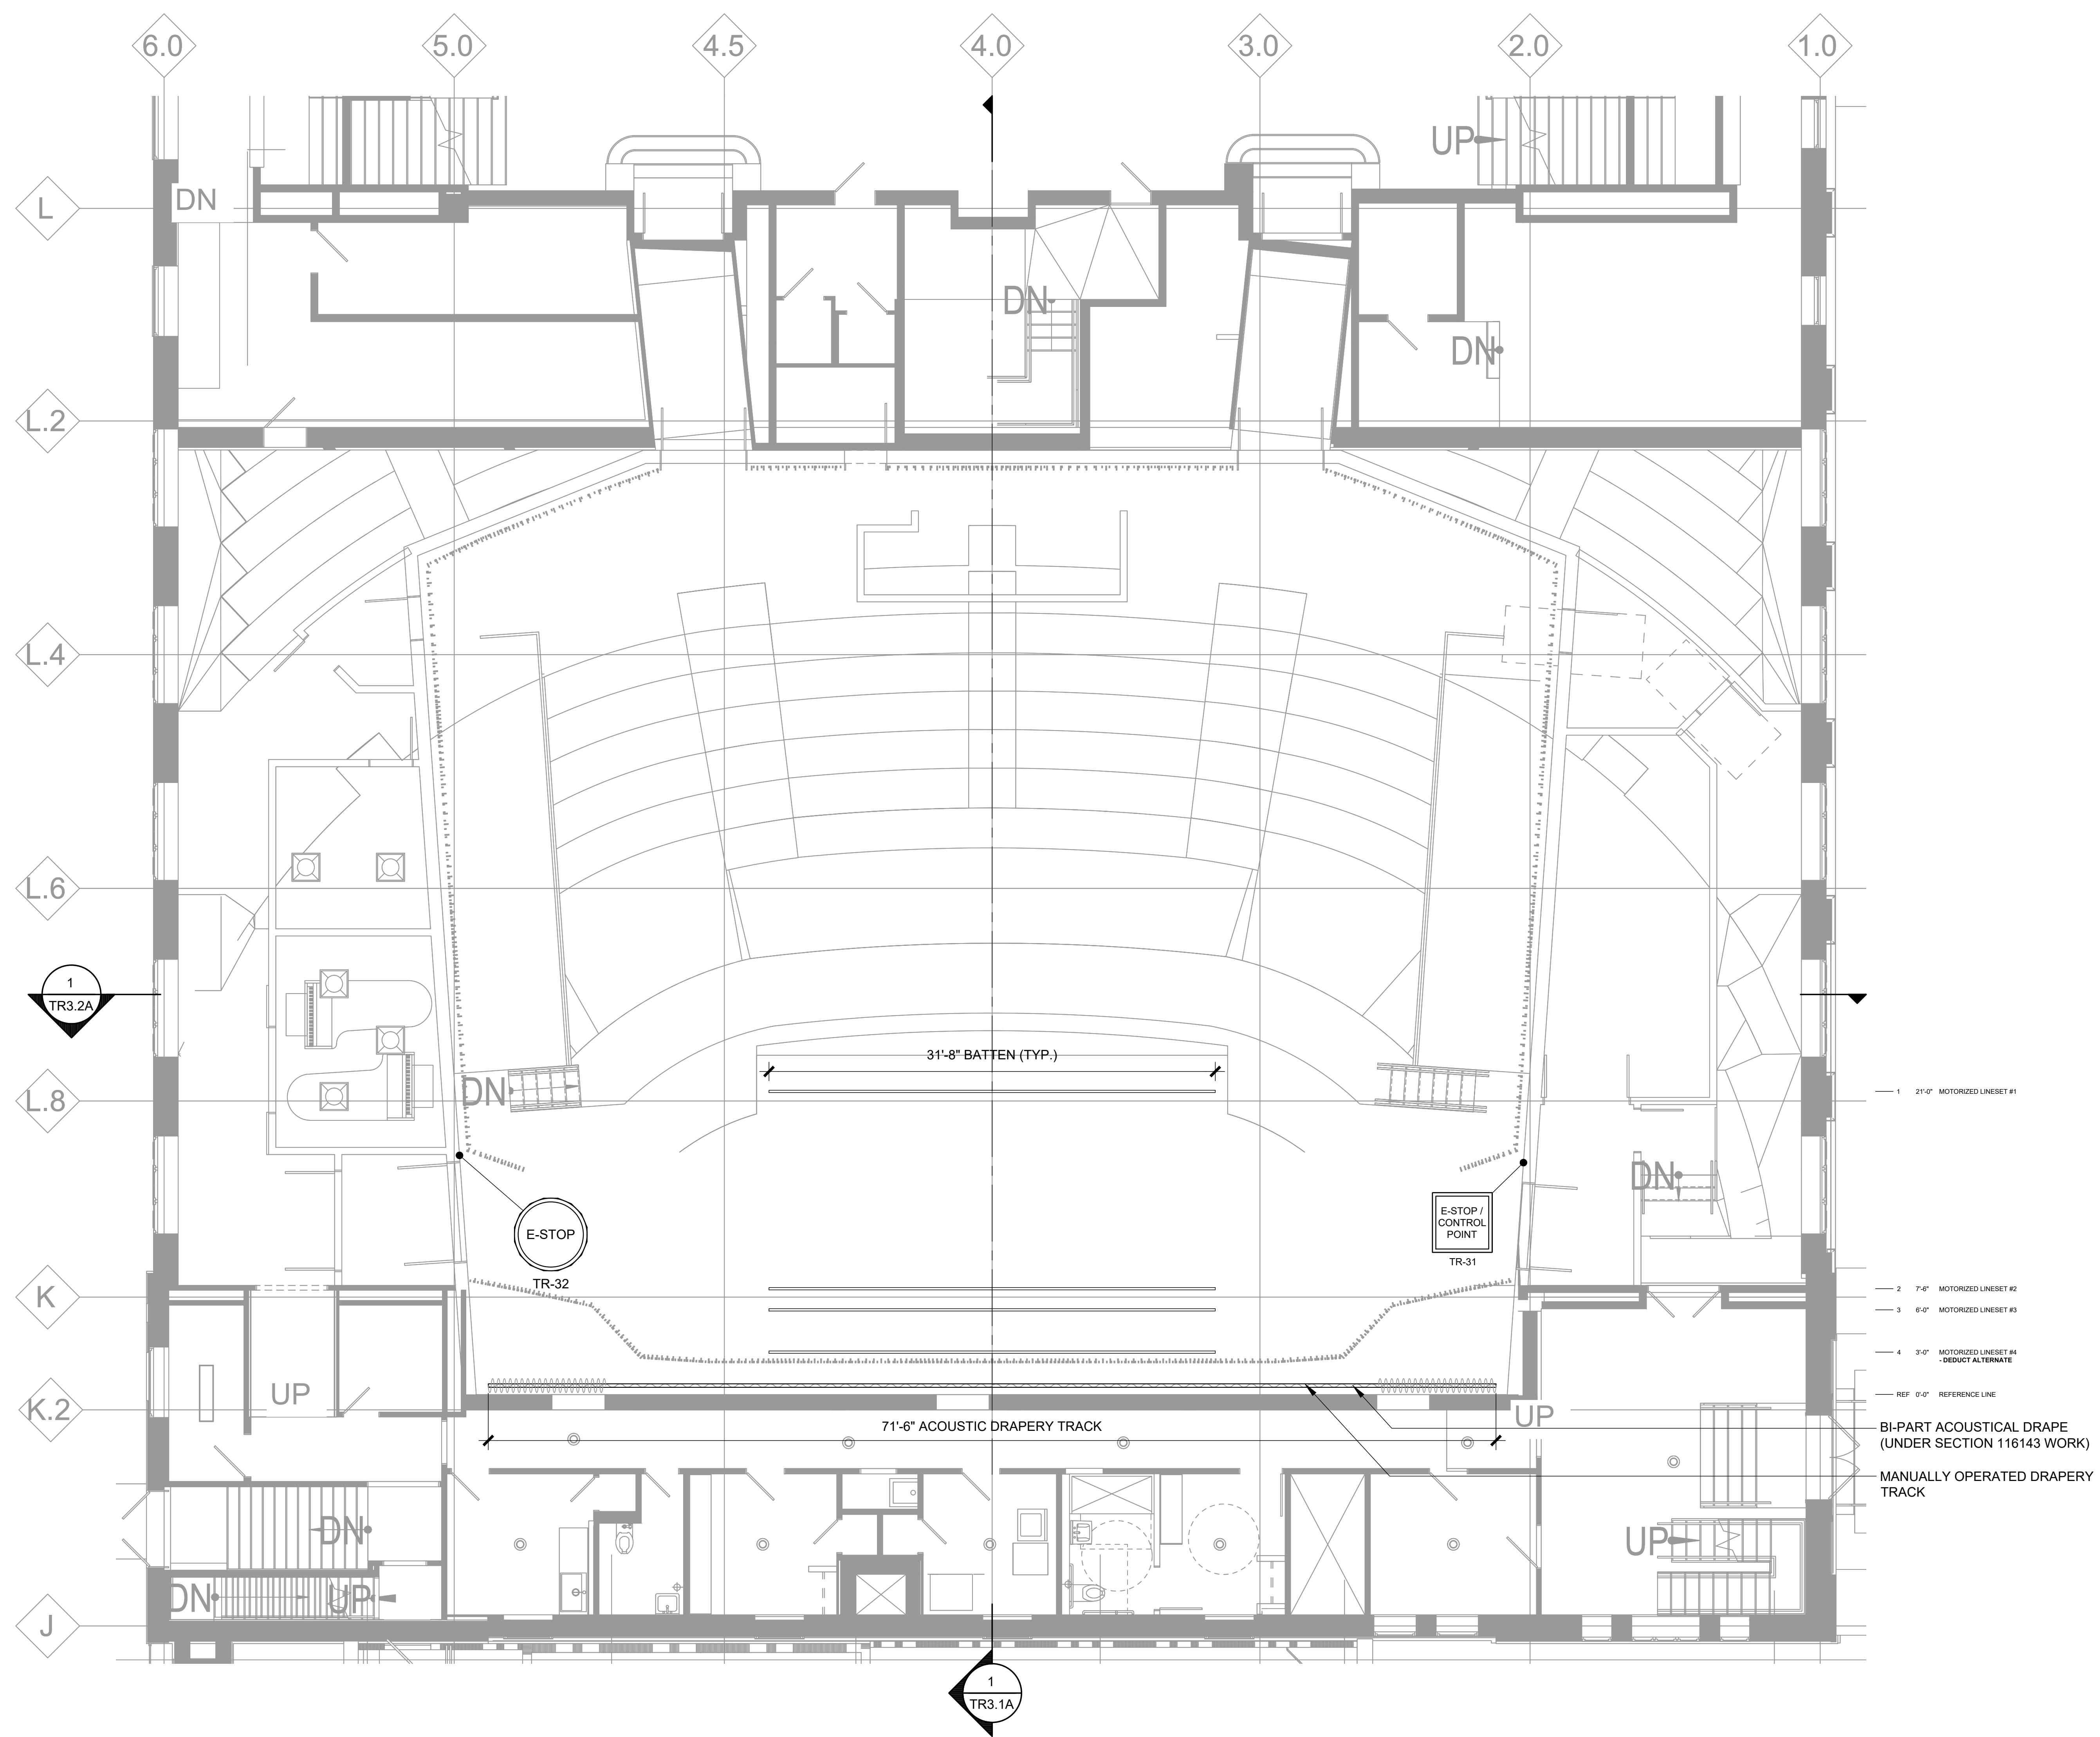 6.0 5.0 4.5 4.0 3.0 2.0 1.0
UP
L
DN
DN
DN
L.2
L.4
L.6
1
TR3.2A
31'-8" BATTEN (TYP.)
DN
L.8
1 21'-0" MOTORIZED LINESET #1
DN
E-STOP
TR-32
E-STOP /
CONTROL
POINT
TR-31
K
2 7'-6" MOTORIZED LINESET #2
3 6'-0" MOTORIZED LINESET #3
4 3'-0" MOTORIZED LINESET #4
- DEDUCT ALTERNATE
UP
REF 0'-0" REFERENCE LINE
K.2
UP
71'-6" ACOUSTIC DRAPERY TRACK
BI-PART ACOUSTICAL DRAPE
(UNDER SECTION 116143 WORK)
MANUALLY OPERATED DRAPERY
TRACK
DN
UP
DN
UP
J
1
TR3.1A